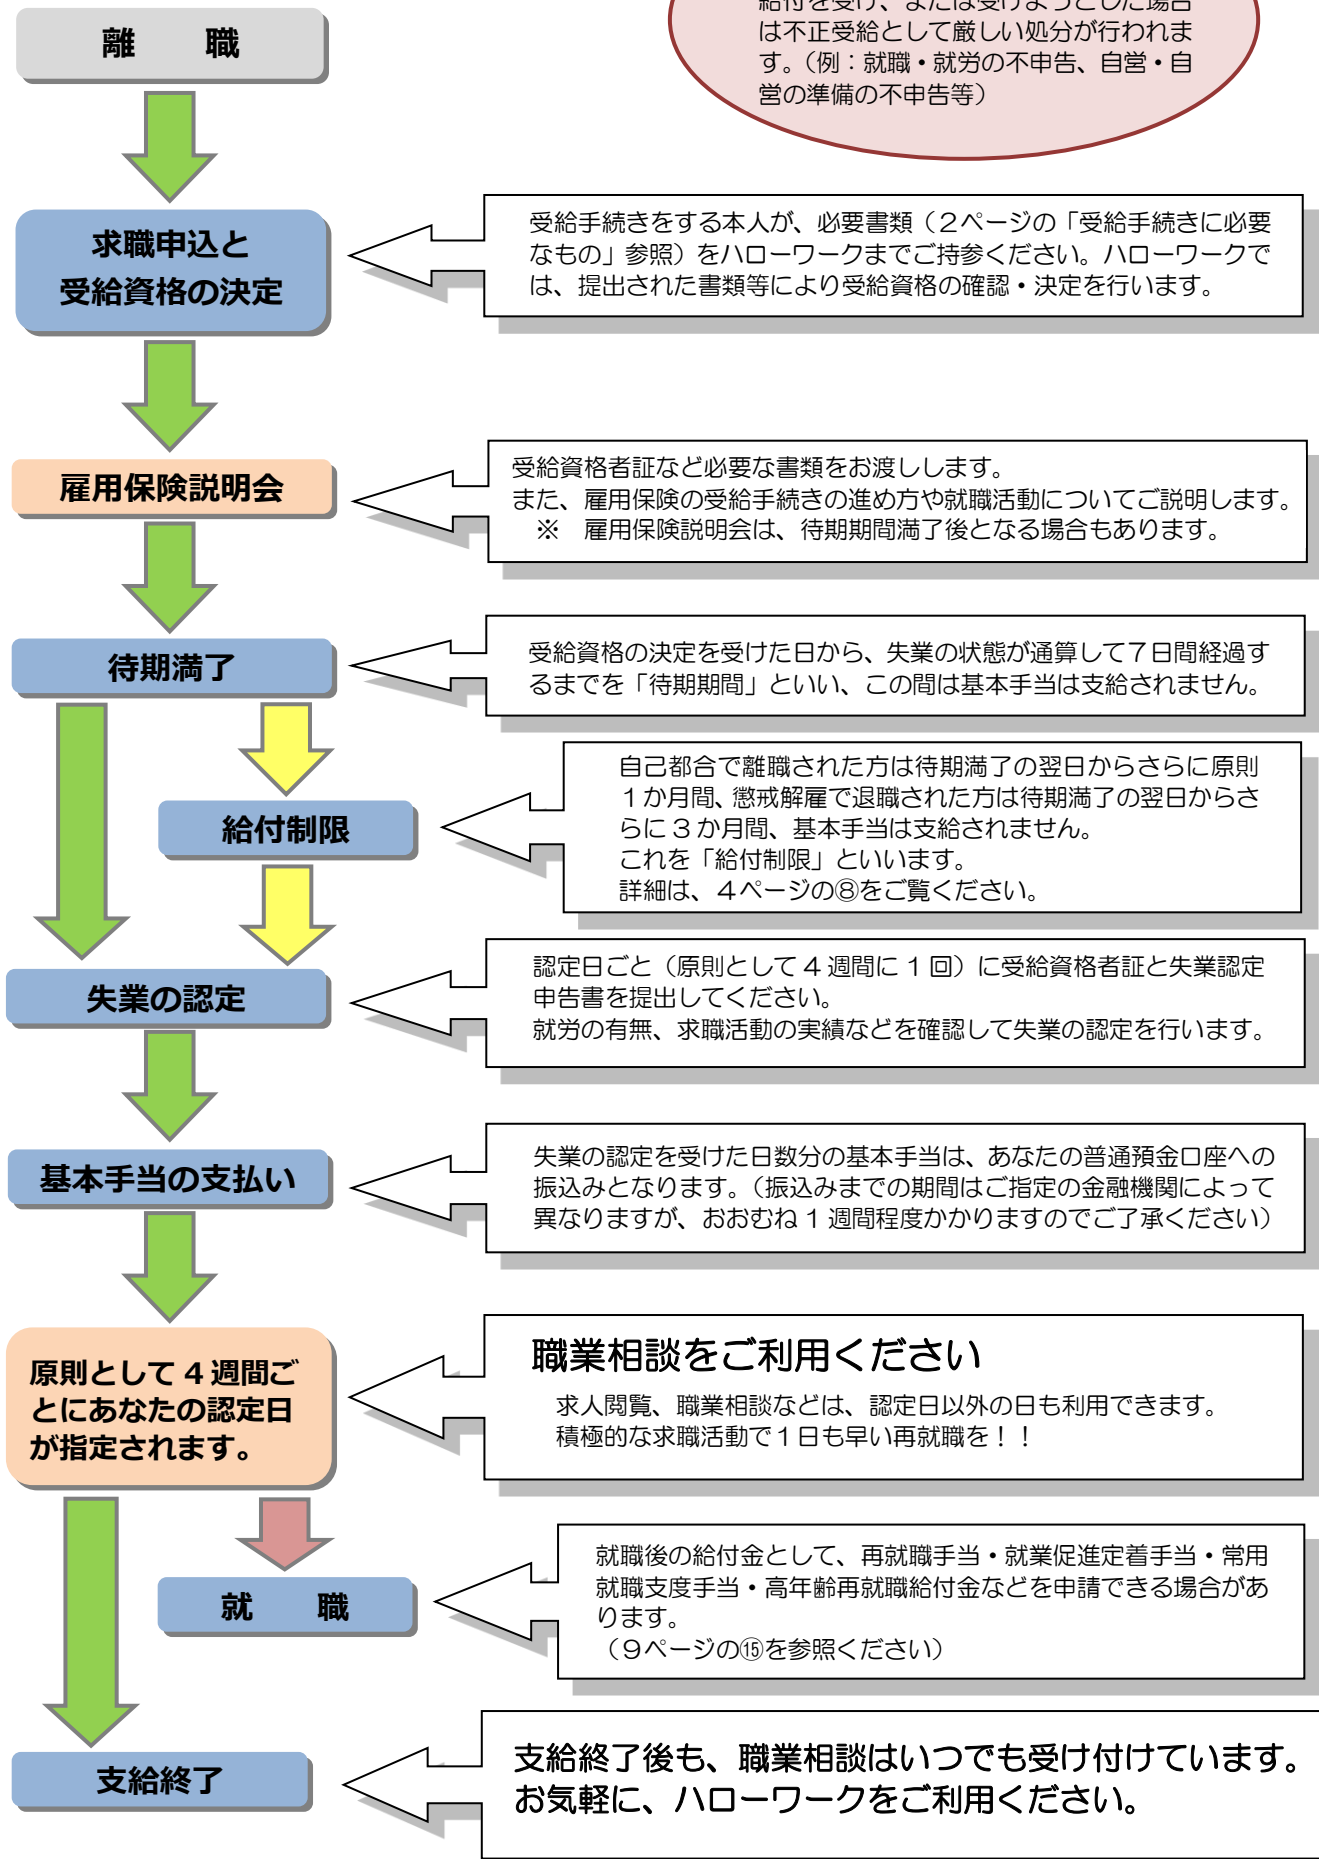 給付を受け、または受けようとした場合
は不正受給として厳しい処分が行われま
す。（例：就職・就労の不申告、自営・自
営の準備の不申告等）
離　職
求職申込と
受給資格の決定
受給手続きをする本人が、必要書類（２ページの「受給手続きに必要
なもの」参照）をハローワークまでご持参ください。ハローワークで
は、提出された書類等により受給資格の確認・決定を行います。
雇用保険説明会
受給資格者証など必要な書類をお渡しします。
また、雇用保険の受給手続きの進め方や就職活動についてご説明します。
※　雇用保険説明会は、待期期間満了後となる場合もあります。
待期満了
受給資格の決定を受けた日から、失業の状態が通算して７日間経過す
るまでを「待期期間」といい、この間は基本手当は支給されません。
給付制限
自己都合で離職された方は待期満了の翌日からさらに原則
１か月間、懲戒解雇で退職された方は待期満了の翌日からさ
らに 3 か月間、基本手当は支給されません。
これを「給付制限」といいます。
詳細は、４ページの⑧をご覧ください。
失業の認定
認定日ごと（原則として 4 週間に 1 回）に受給資格者証と失業認定
申告書を提出してください。
就労の有無、求職活動の実績などを確認して失業の認定を行います。
基本手当の支払い
失業の認定を受けた日数分の基本手当は、あなたの普通預金口座への
振込みとなります。（振込みまでの期間はご指定の金融機関によって
異なりますが、おおむね 1 週間程度かかりますのでご了承ください）
原則として 4 週間ご
とにあなたの認定日
が指定されます。
職業相談をご利用ください
求人閲覧、職業相談などは、認定日以外の日も利用できます。
積極的な求職活動で１日も早い再就職を！！
就　職
就職後の給付金として、再就職手当・就業促進定着手当・常用
就職支度手当・高年齢再就職給付金などを申請できる場合があ
ります。
（９ページの⑮を参照ください）
支給終了
支給終了後も、職業相談はいつでも受け付けています。
お気軽に、ハローワークをご利用ください。